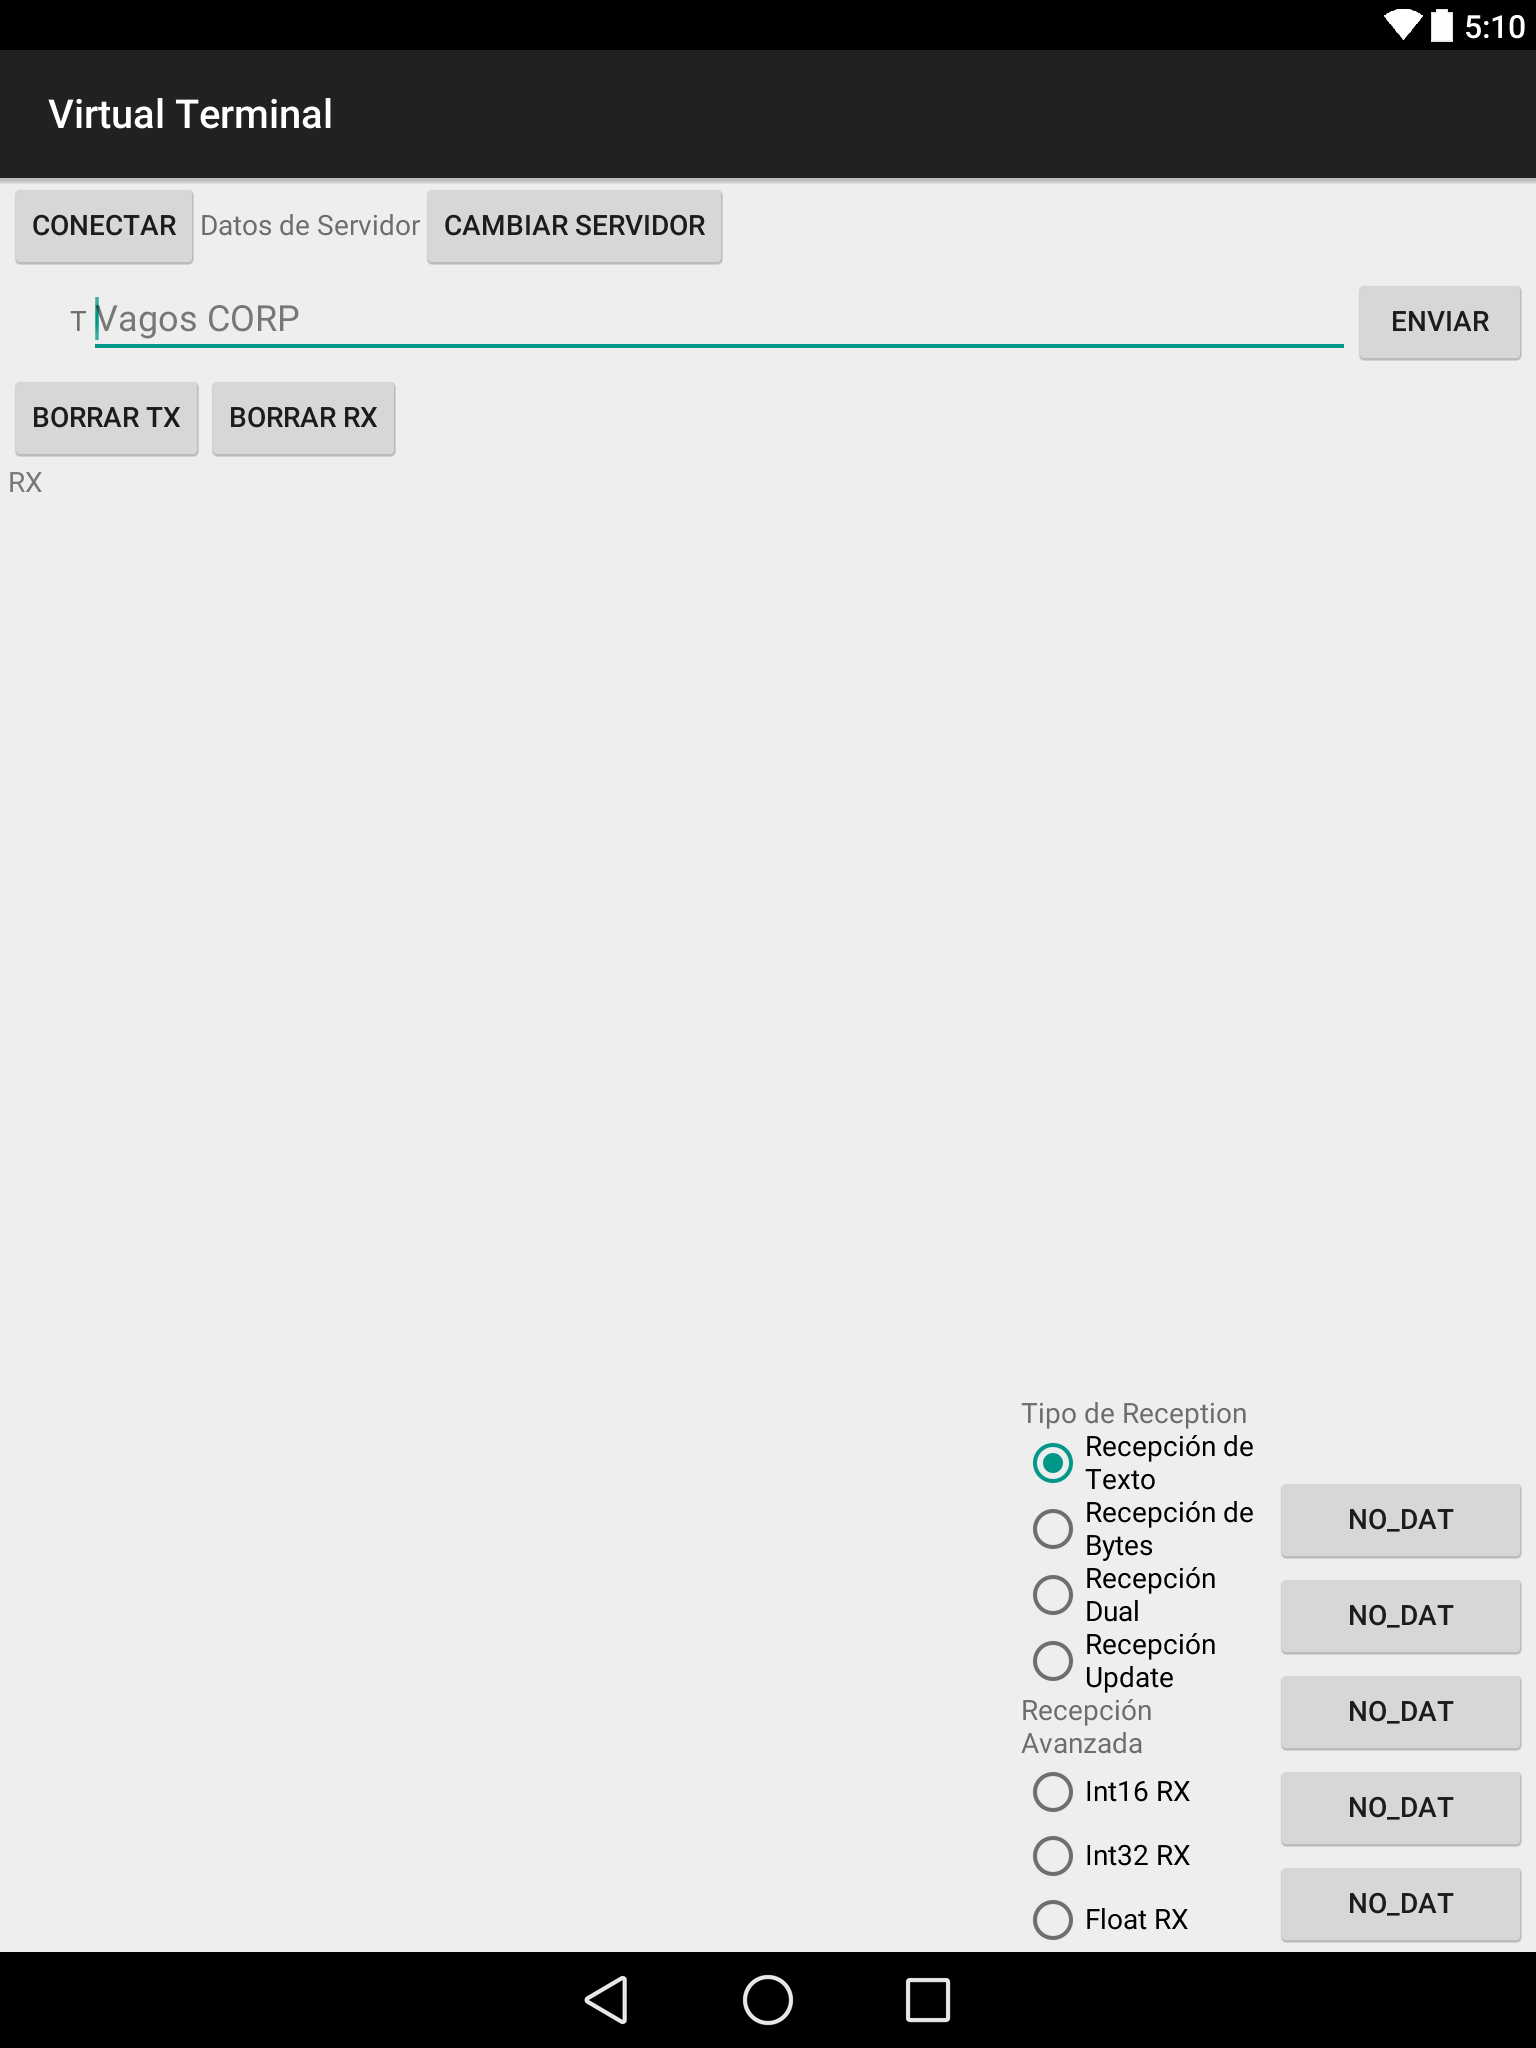 5:10
Virtual Terminal
CONECTAR Datos de Servidor CAMBIAR SERVIDOR
T Vagos CORP ENVIAR
BORRAR TX BORRAR RX
RX
Tipo de Reception
Recepción de
Texto
Recepción de
Bytes
Recepción
Dual
Recepción
Update
Recepción
Avanzada
Int16 RX
Int32 RX
Float RX
NO_DAT
NO_DAT
NO_DAT
NO_DAT
NO_DAT